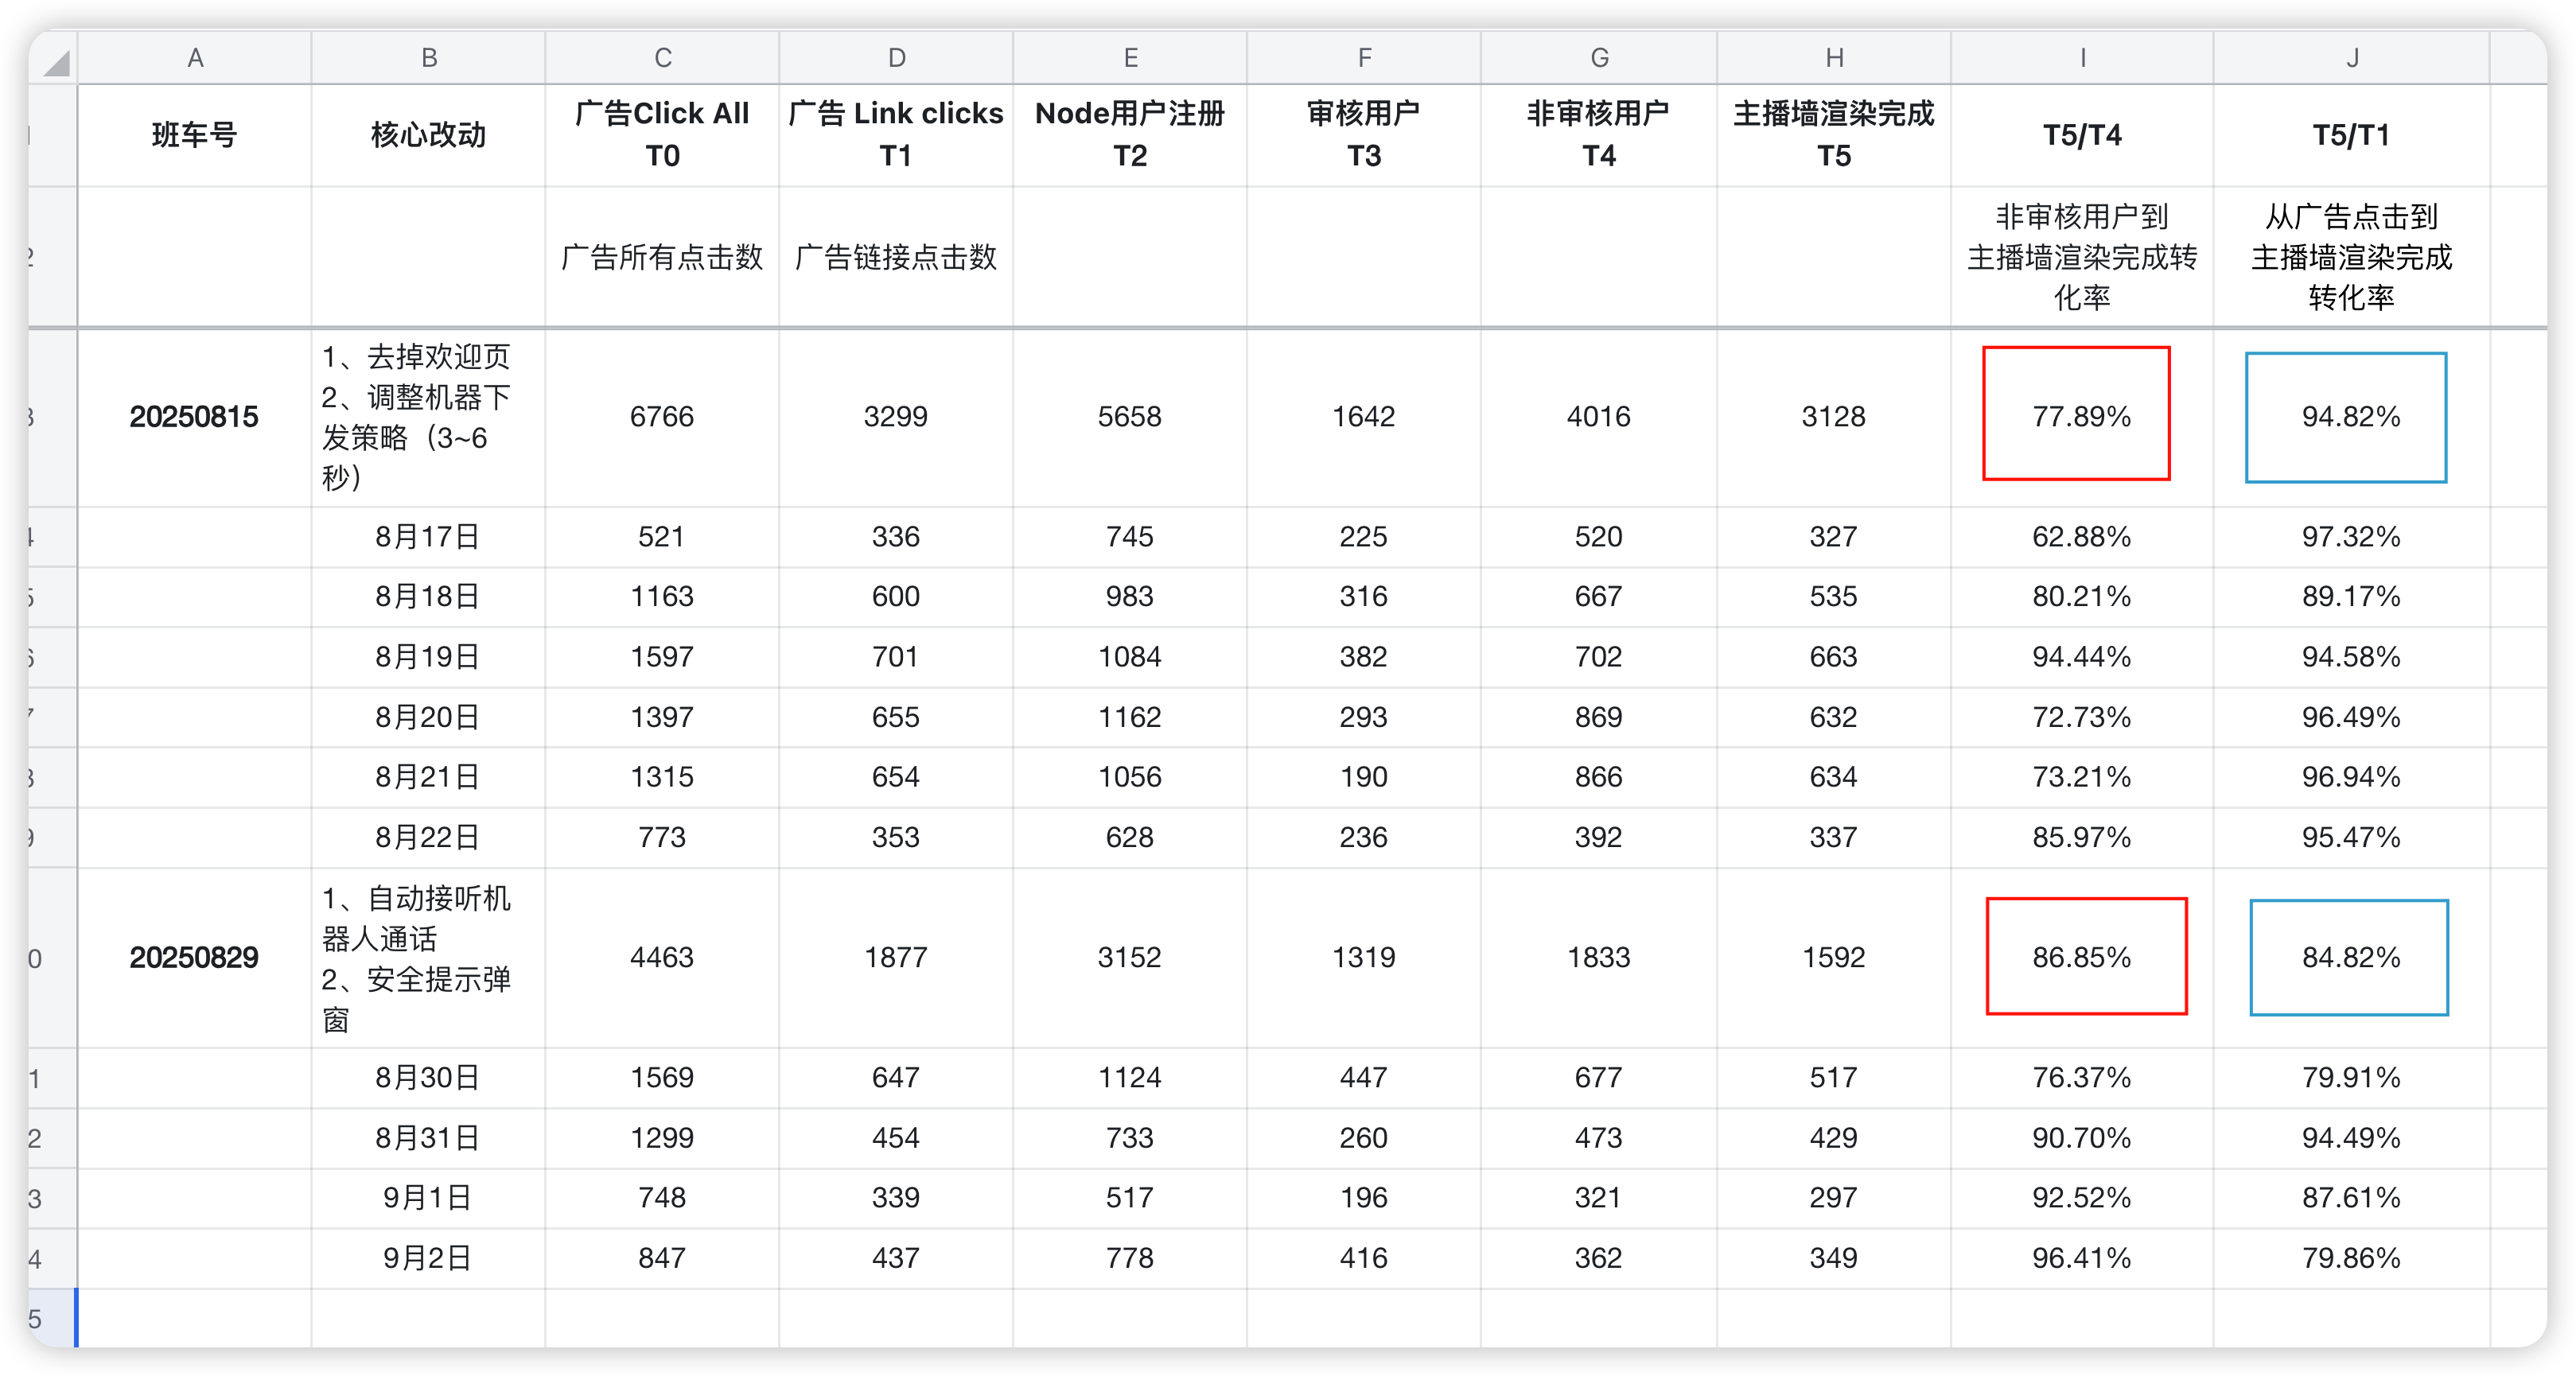 A B C D E F G H I J
班车号 核心改动 广告Click All T0 广告 Link clicks T1 Node用户注册 T2 审核用户 T3 非审核用户 T4 主播墙渲染完成 T5 T5/T4 T5/T1
广告所有点击数 广告链接点击数 非审核用户到主播墙渲染完成转化率 从广告点击到主播墙渲染完成转化率
20250815 1、去掉欢迎页 2、调整机器下发策略（3~6秒） 6766 3299 5658 1642 4016 3128 77.89% 94.82%
8月17日 521 336 745 225 520 327 62.88% 97.32%
8月18日 1163 600 983 316 667 535 80.21% 89.17%
8月19日 1597 701 1084 382 702 663 94.44% 94.58%
8月20日 1397 655 1162 293 869 632 72.73% 96.49%
8月21日 1315 654 1056 190 866 634 73.21% 96.94%
8月22日 773 353 628 236 392 337 85.97% 95.47%
0 20250829 1、自动接听机器人通话 2、安全提示弹窗 4463 1877 3152 1319 1833 1592 86.85% 84.82%
1 8月30日 1569 647 1124 447 677 517 76.37% 79.91%
2 8月31日 1299 454 733 260 473 429 90.70% 94.49%
3 9月1日 748 339 517 196 321 297 92.52% 87.61%
4 9月2日 847 437 778 416 362 349 96.41% 79.86%
5